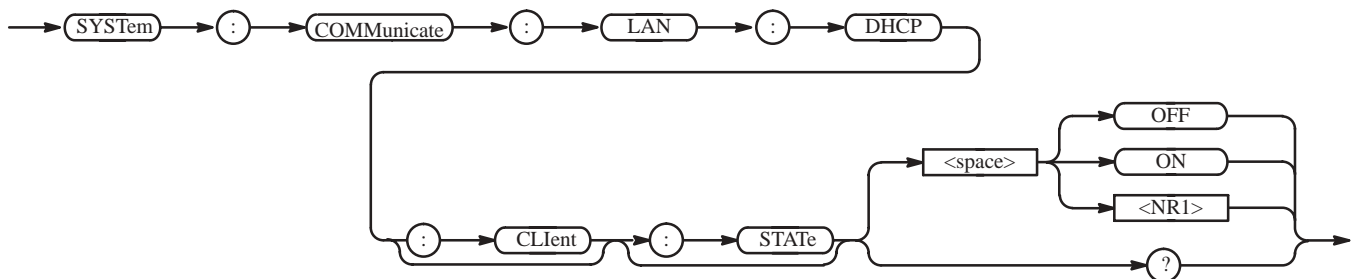 SYSTem : COMMunicate : LAN : DHCP
OFF
<space> ON
<NR1>
: CLIent : STATe
?